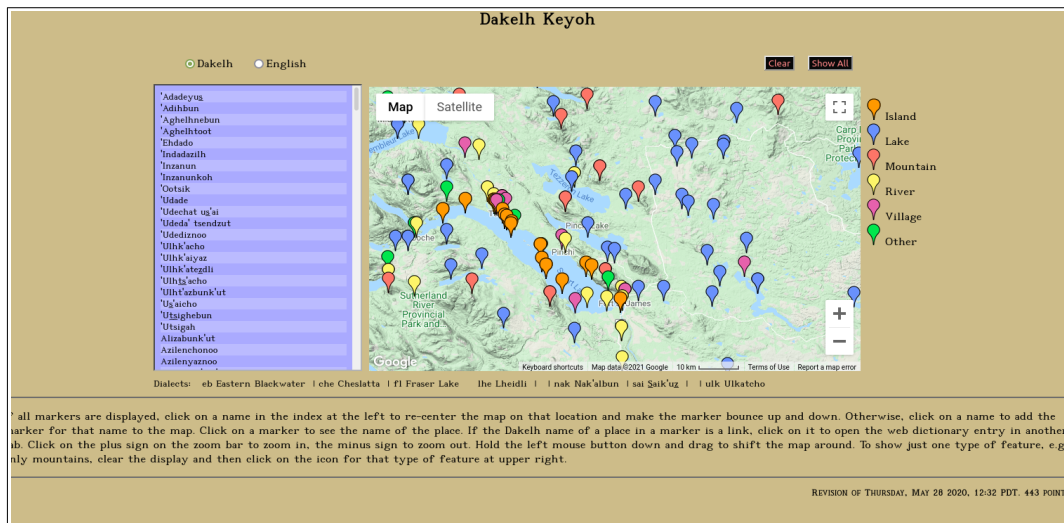 Dakelh Keyoh
Dakelh English Clear Show All
'Adadeyus
'Adihbun
'Aghelhnebun
'Aghelhtoot
'Ehdado
'Indadazilh
'Inzanun
'Inzanunkoh
'Ootsik
'Udade
'Udechat us'ai
'Udeda' tsendzut
'Udediznoo
'Ulhk'acho
'Ulhk'aiyaz
'Ulhk'atezdli
'Ulhts'acho
'Ulht'azbunk'ut
'Us'aicho
'Utsighebun
'Utsigah
Alizabunk'ut
Azilenchonoo
Azilenyaznoo
Map Satellite
Tezzeron Lake
Pinchi
Sutherland
River
Provincial
Park and...
Google
Keyboard shortcuts Map data ©2021 Google 10 km Terms of Use Report a map error
Island
Lake
Mountain
River
Village
Other
Dialects: eb Eastern Blackwater | che Cheslatta | fl Fraser Lake lhe Lheidli | | nak Nak'albun | sai Saik'uz | | ulk Ulkatcho
all markers are displayed, click on a name in the index at the left to re-center the map on that location and make the marker bounce up and down. Otherwise, click on a name to add the
marker for that name to the map. Click on a marker to see the name of the place. If the Dakelh name of a place in a marker is a link, click on it to open the web dictionary entry in another
ab. Click on the plus sign on the zoom bar to zoom in, the minus sign to zoom out. Hold the left mouse button down and drag to shift the map around. To show just one type of feature, e.g
only mountains, clear the display and then click on the icon for that type of feature at upper right.
Revision of Thursday, May 28 2020, 12:32 PDT. 443 point